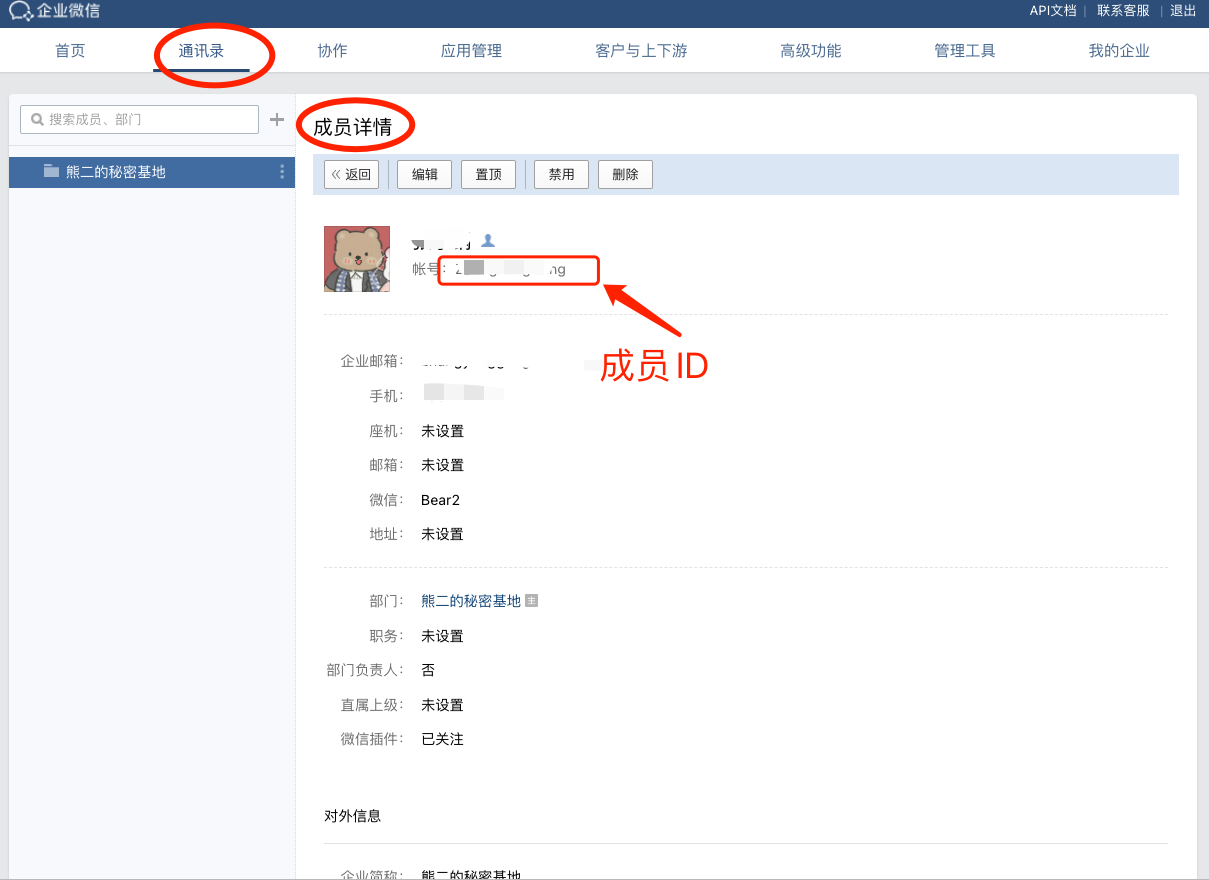 企业微信
API文档 | 联系客服 | 退出
首页 通讯录 协作 应用管理 客户与上下游 高级功能 管理工具 我的企业
搜索成员、部门
熊二的秘密基地
成员详情
返回 编辑 置顶 禁用 删除
帐号：
成员ID
企业邮箱：
手机：
座机： 未设置
邮箱： 未设置
微信： Bear2
地址： 未设置
部门： 熊二的秘密基地 主
职务： 未设置
部门负责人： 否
直属上级： 未设置
微信插件： 已关注
对外信息
企业简称： 熊二的秘密基地